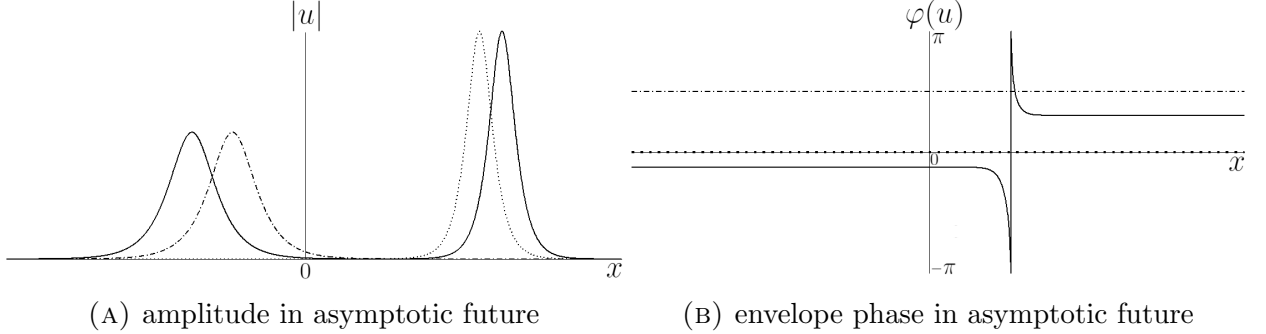 |u|
0
x
(A) amplitude in asymptotic future
φ(u)
π
0
x
−π
(B) envelope phase in asymptotic future